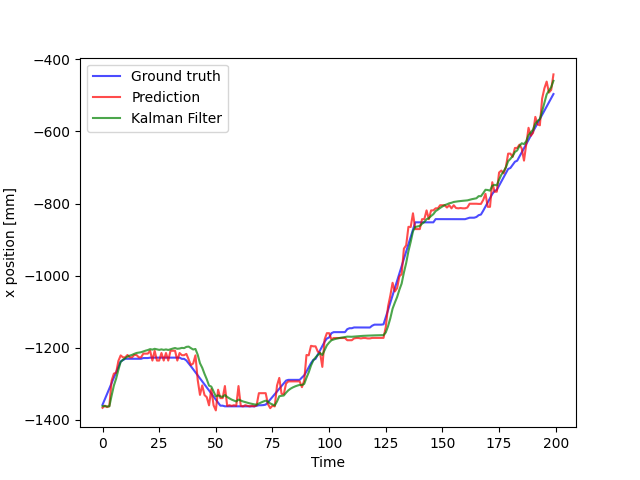 Ground truth
Prediction
Kalman Filter
−400
−600
−800
−1000
−1200
−1400
x position [mm]
0 25 50 75 100 125 150 175 200
Time